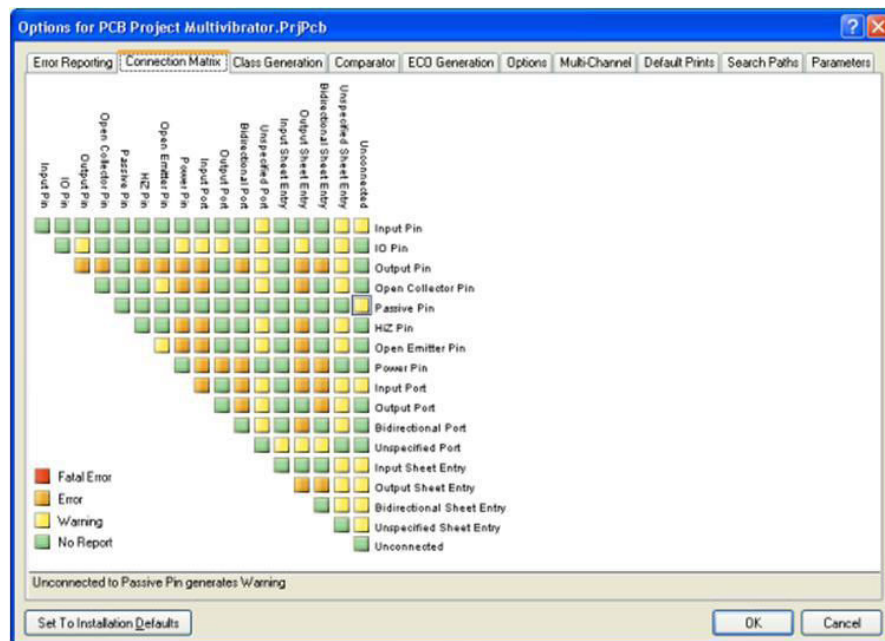 Options for PCB Project Multivibrator.PrjPcb
Error Reporting Connection Matrix Class Generation Comparator ECO Generation Options Multi-Channel Default Prints Search Paths Parameters
Input Pin
IO Pin
Output Pin
Open Collector Pin
Passive Pin
HiZ Pin
Open Emitter Pin
Power Pin
Input Port
Output Port
Bidirectional Port
Unspecified Port
Input Sheet Entry
Output Sheet Entry
Bidirectional Sheet Entry
Unspecified Sheet Entry
Unconnected
Input Pin
IO Pin
Output Pin
Open Collector Pin
Passive Pin
HiZ Pin
Open Emitter Pin
Power Pin
Input Port
Output Port
Bidirectional Port
Unspecified Port
Input Sheet Entry
Output Sheet Entry
Bidirectional Sheet Entry
Unspecified Sheet Entry
Unconnected
Fatal Error
Error
Warning
No Report
Unconnected to Passive Pin generates Warning
Set To Installation Defaults OK Cancel